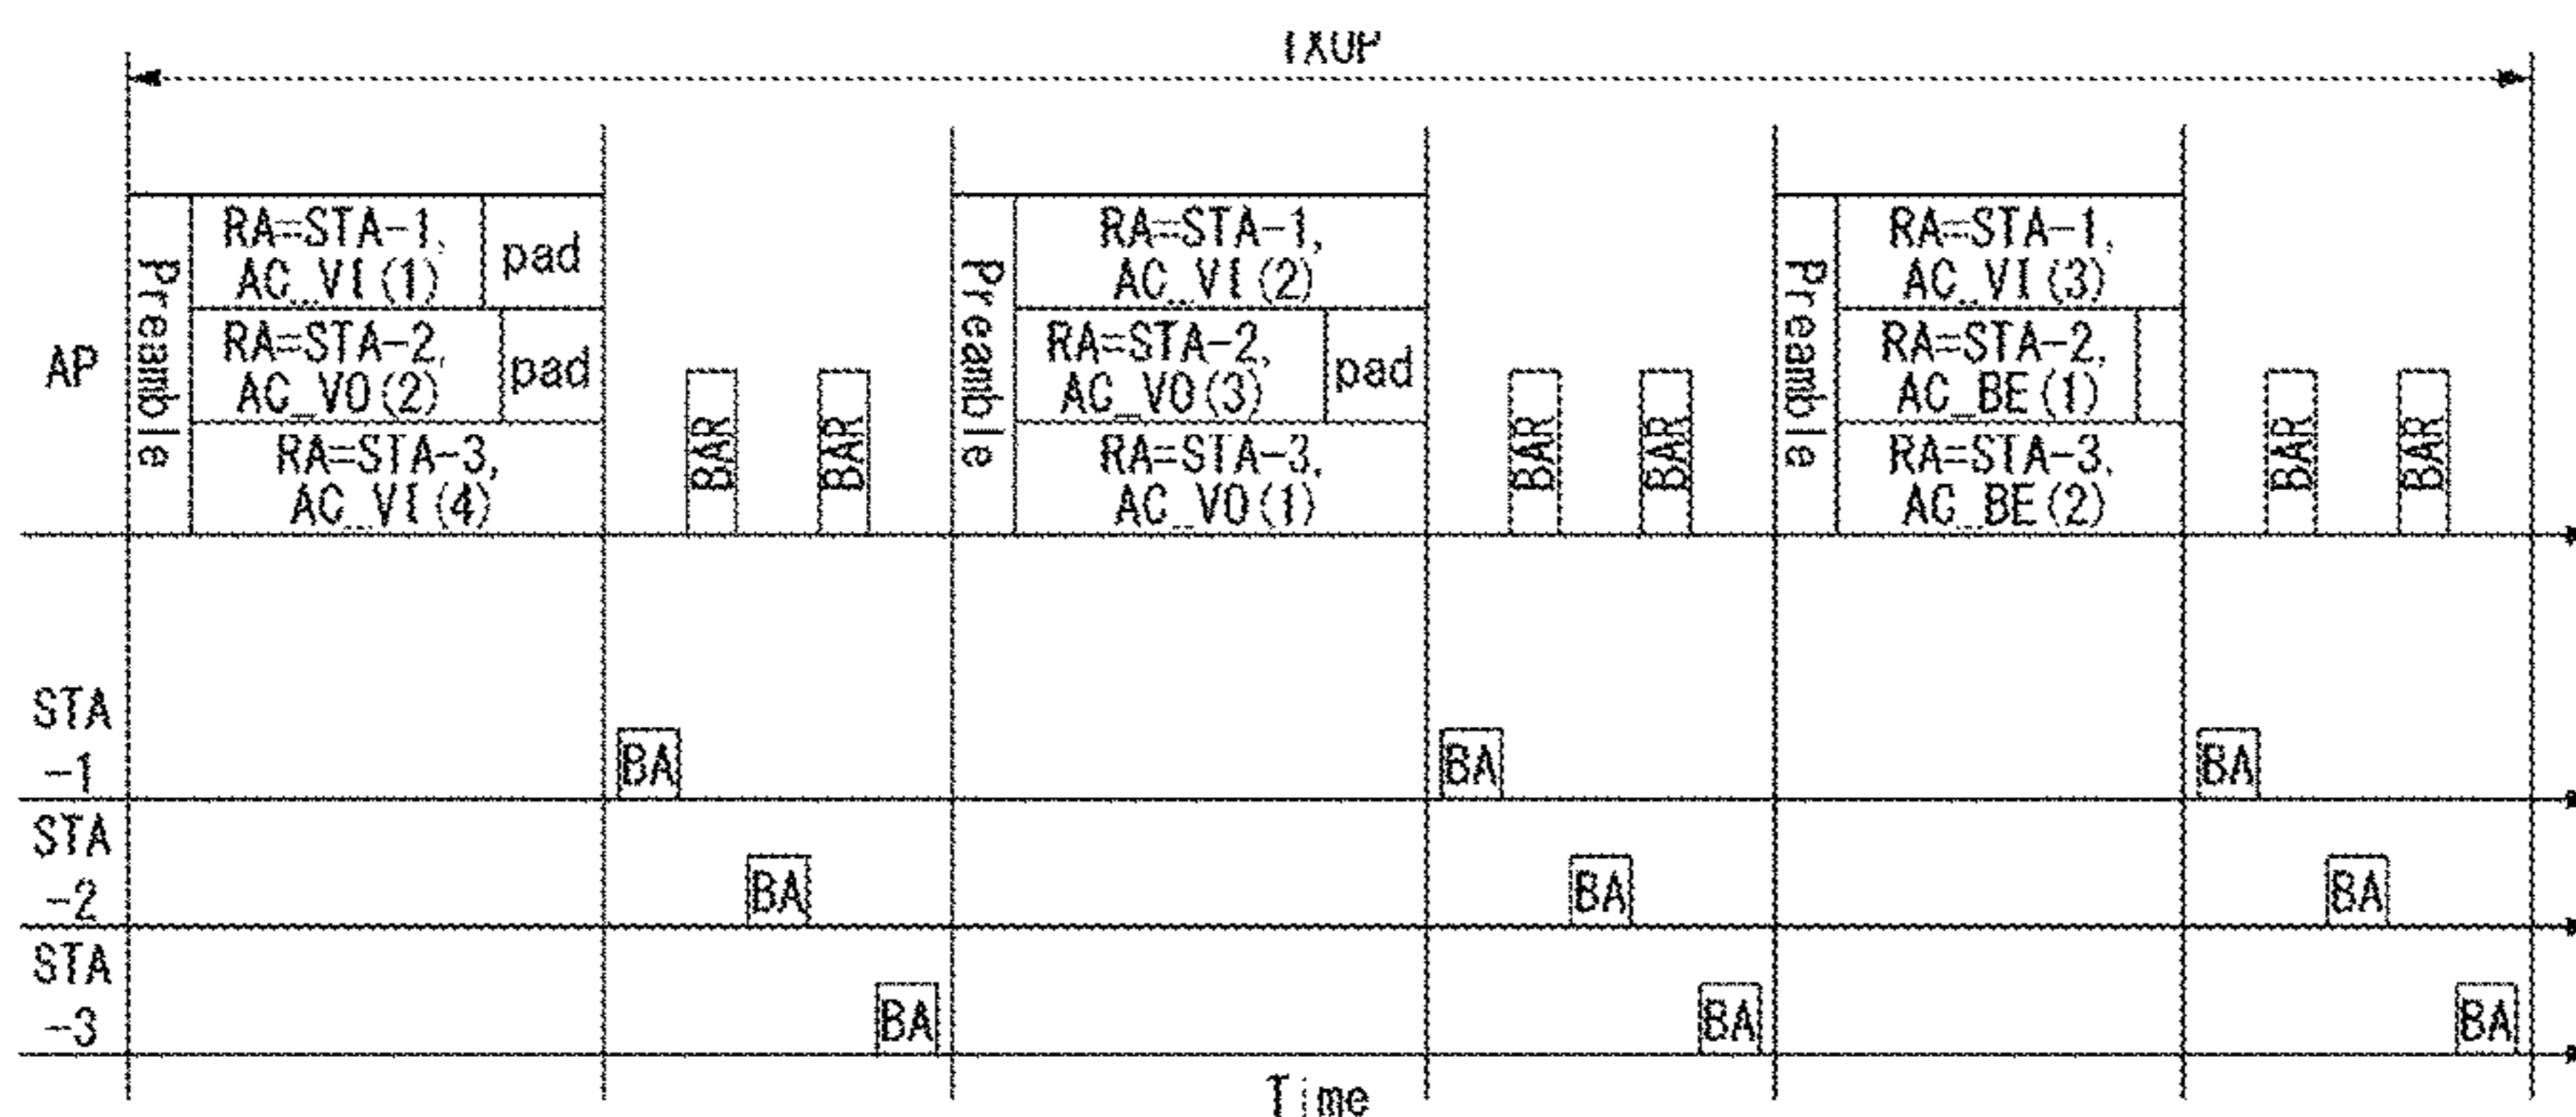 TXOP
AP
Preamble
RA=STA-1,
AC_VI(1)
pad
RA=STA-2,
AC_VO(2)
pad
RA=STA-3,
AC_VI(4)
BAR
BAR
Preamble
RA=STA-1,
AC_VI(2)
RA=STA-2,
AC_VO(3)
pad
RA=STA-3,
AC_VO(1)
BAR
BAR
Preamble
RA=STA-1,
AC_VI(3)
RA=STA-2,
AC_BE(1)
RA=STA-3,
AC_BE(2)
BAR
BAR
STA
-1
BA
BA
BA
STA
-2
BA
BA
BA
STA
-3
BA
BA
BA
Time